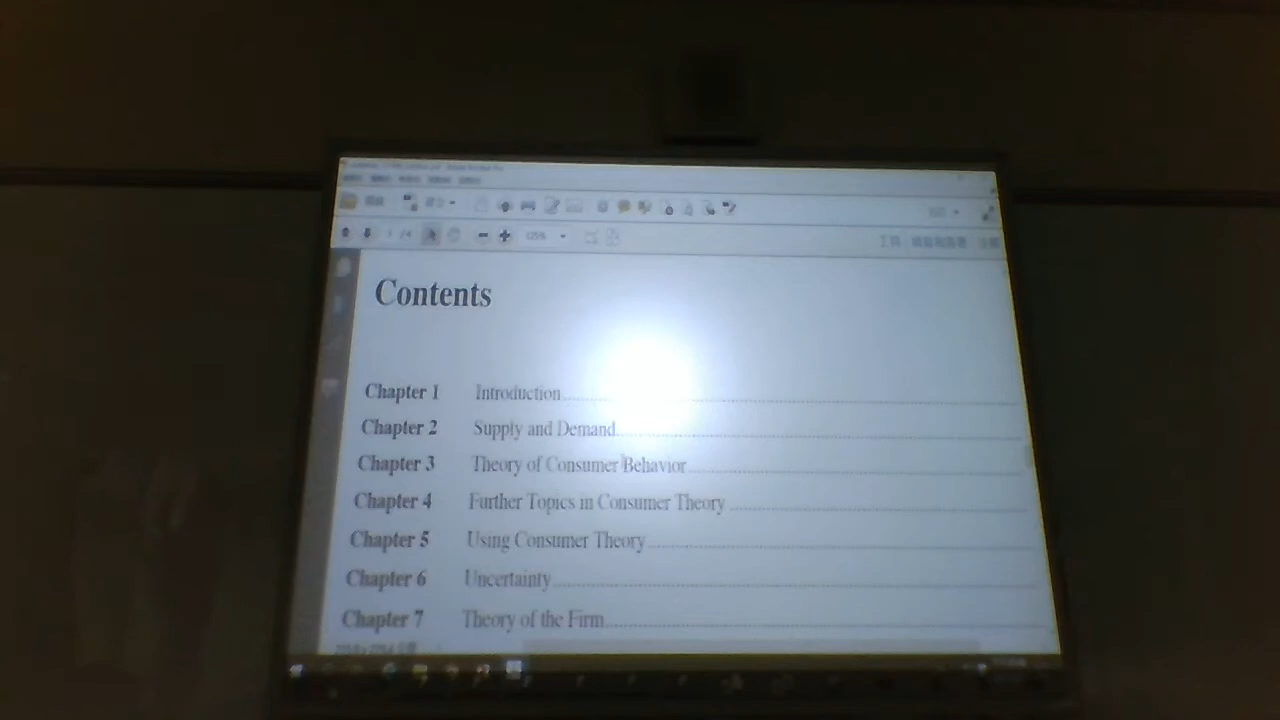 125%
Contents
Chapter 1 Introduction
Chapter 2 Supply and Demand
Chapter 3 Theory of Consumer Behavior
Chapter 4 Further Topics in Consumer Theory
Chapter 5 Using Consumer Theory
Chapter 6 Uncertainty
Chapter 7 Theory of the Firm